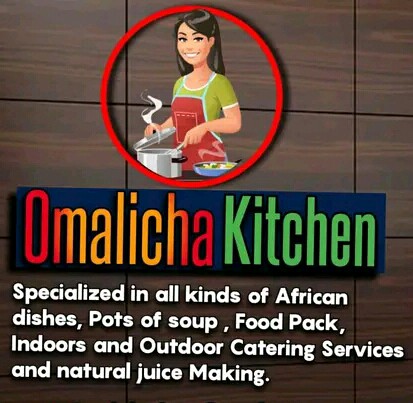 Omalicha Kitchen
Specialized in all kinds of African
dishes, Pots of soup , Food Pack,
Indoors and Outdoor Catering Services
and natural juice Making.